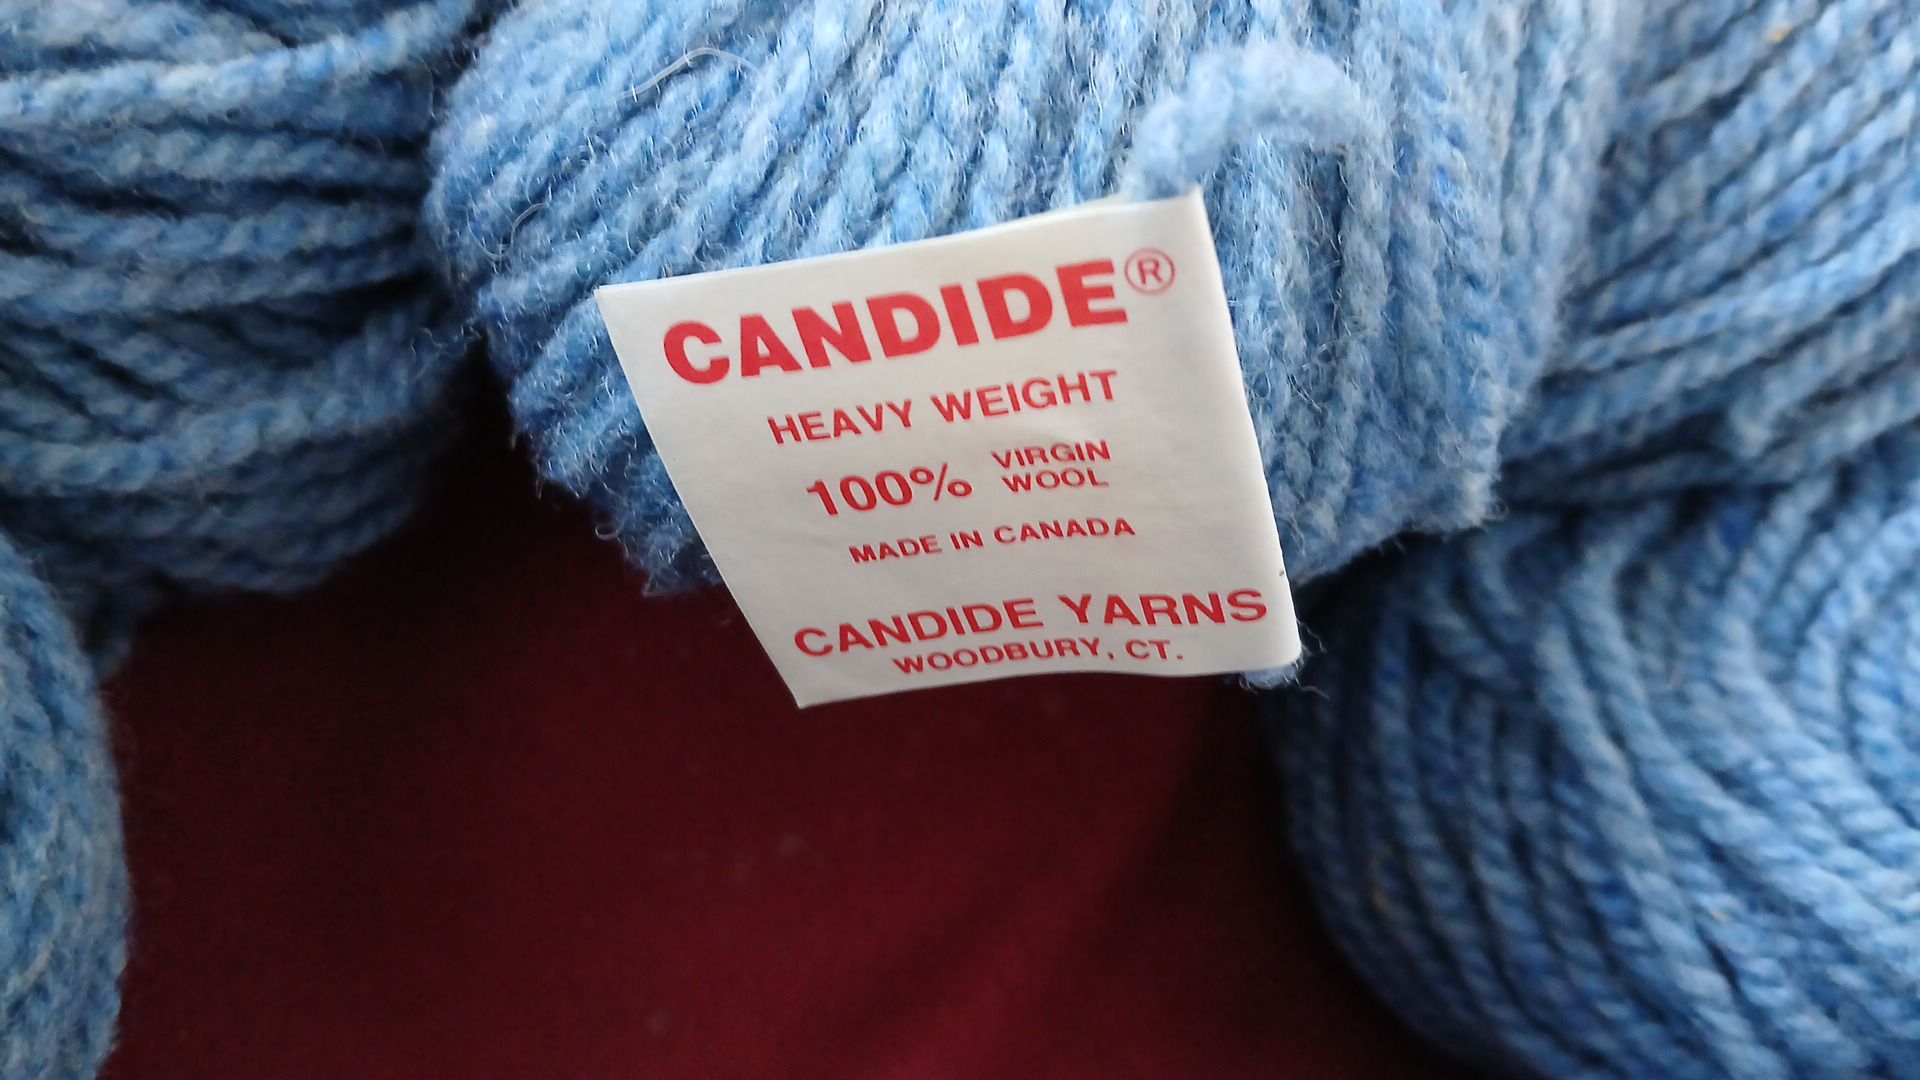 CANDIDE®
HEAVY WEIGHT
100% VIRGIN
WOOL
MADE IN CANADA
CANDIDE YARNS
WOODBURY, CT.